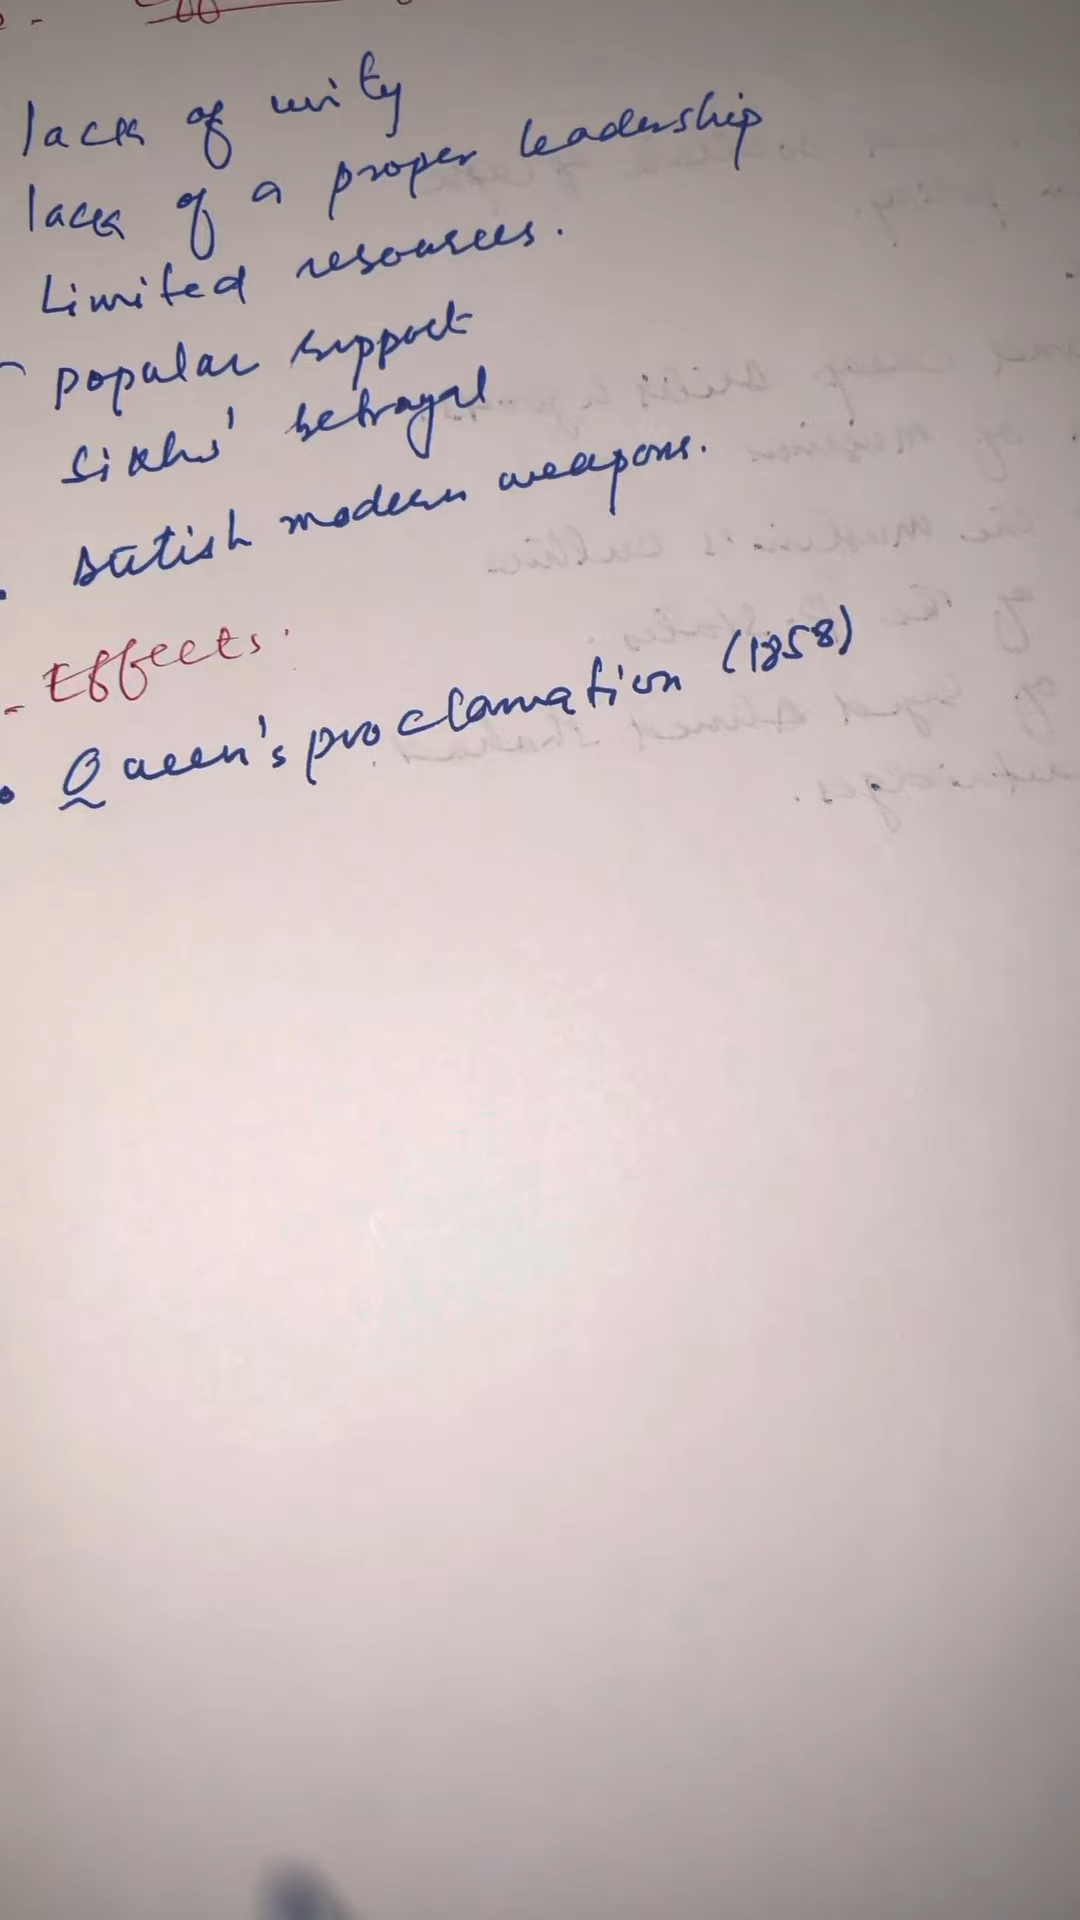 lack of unity
lack of a proper leadership
Limited resources.
popular support
Sikhs' betrayal
British modern weapons.
- Effects.
Queen's proclamation (1858)